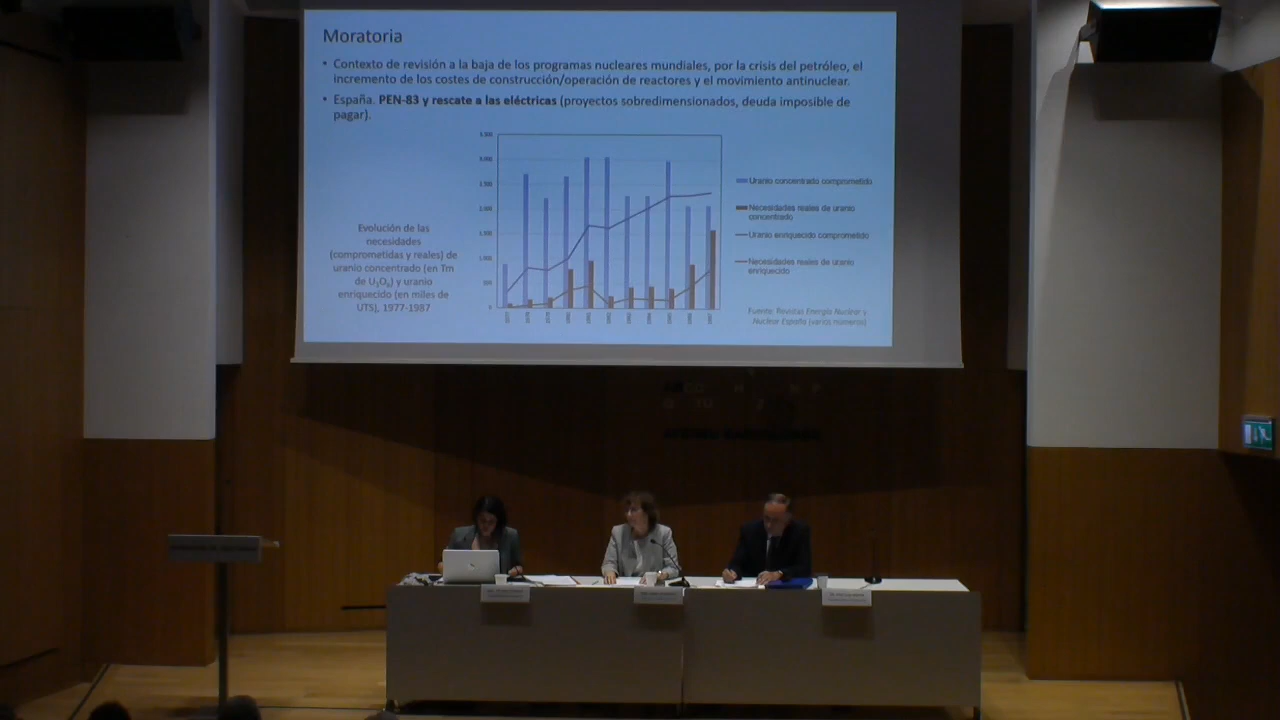 Moratoria
• Contexto de revisión a la baja de los programas nucleares mundiales, por la crisis del petróleo, el
incremento de los costes de construcción/operación de reactores y el movimiento antinuclear.
• España. PEN-83 y rescate a las eléctricas (proyectos sobredimensionados, deuda imposible de
pagar).
Evolución de las
necesidades
(comprometidas y reales) de
uranio concentrado (en Tm
de U3O8) y uranio
enriquecido (en miles de
UTS), 1977-1987
Uranio concentrado comprometido
Necesidades reales de uranio
concentrado
Uranio enriquecido comprometido
Necesidades reales de uranio
enriquecido
Fuente: Revistas Energía Nuclear y
Nuclear España (varios números)